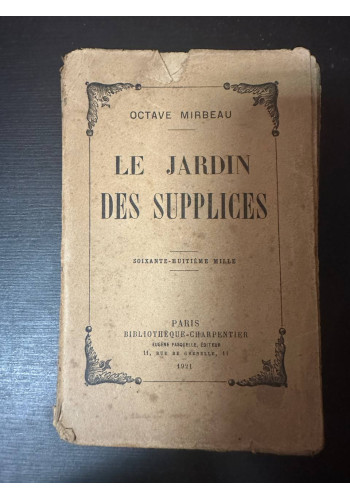 OCTAVE MIRBEAU
LE JARDIN
DES SUPPLICES
SOIXANTE-HUITIÈME MILLE
PARIS
BIBLIOTHÈQUE-CHARPENTIER
EUGÈNE FASQUELLE, ÉDITEUR
11, RUE DE GRENELLE, 11
1921